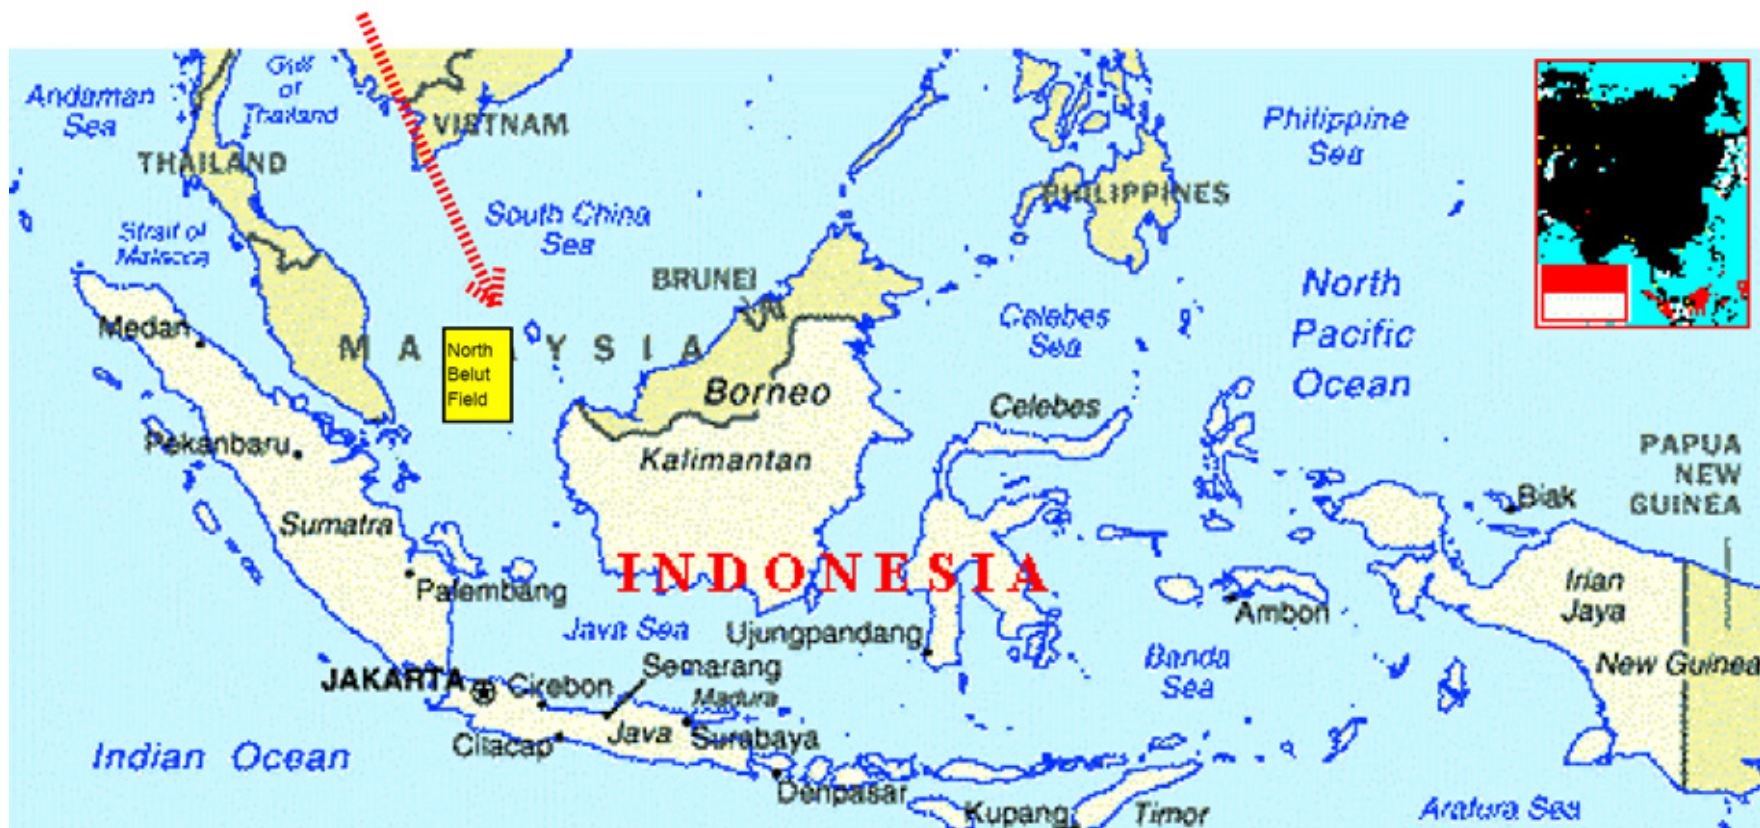 Andaman
Sea
Gulf
of
Thailand
VIETNAM
THAILAND
Philippine
Sea
PHILIPPINES
South China
Sea
Strait of
Malacca
BRUNEI
North
Pacific
Ocean
Celebes
Sea
Medan
MALAYSIA
North
Belut
Field
Borneo
Celebes
Pekanbaru
Kalimantan
PAPUA
NEW
GUINEA
Biak
Sumatra
INDONESIA
Palembang
Irian
Jaya
Ambon
Java Sea
Ujungpandang
Banda
Sea
Semarang
New Guinea
JAKARTA
Cirebon
Madura
Cilacap
Java
Surabaya
Indian Ocean
Denpasar
Kupang
Timor
Arafura Sea